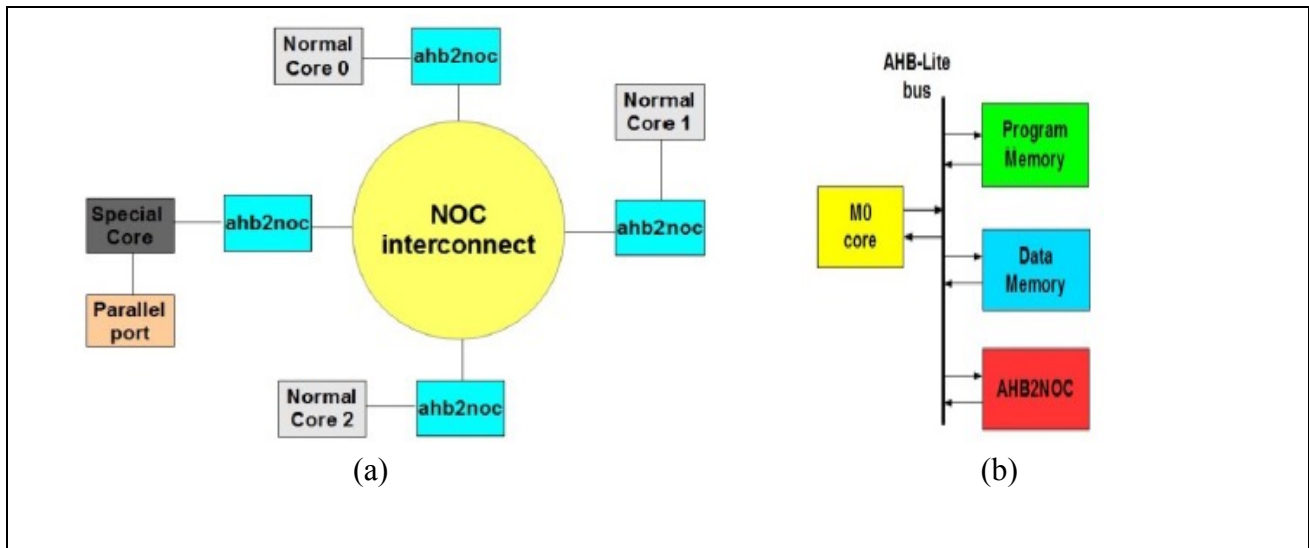 Normal
Core 0
ahb2noc
Normal
Core 1
ahb2noc
NOC
interconnect
Special
Core
ahb2noc
Parallel
port
Normal
Core 2
ahb2noc
(a)
AHB-Lite
bus
Program
Memory
M0
core
Data
Memory
AHB2NOC
(b)